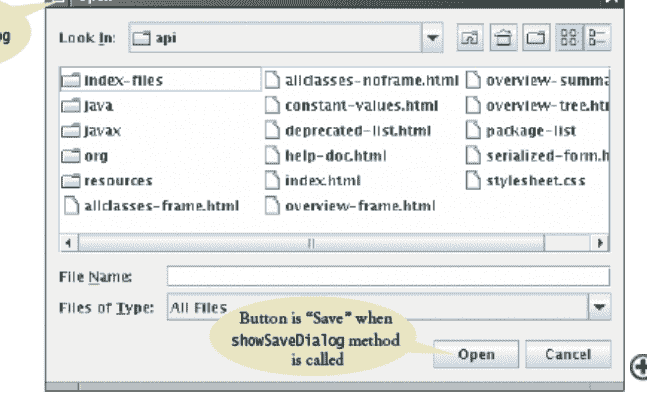 Look In: api
index-files
java
javax
org
resources
allclasses-frame.html
allclasses-noframe.html
constant-values.html
deprecated-list.html
help-doc.html
index.html
overview-frame.html
overview-summa
overview-tree.ht
package-list
serialized-form.h
stylesheet.css
File Name:
Files of Type: All Files
Button is “Save” when
showSaveDialog method
is called
Open Cancel